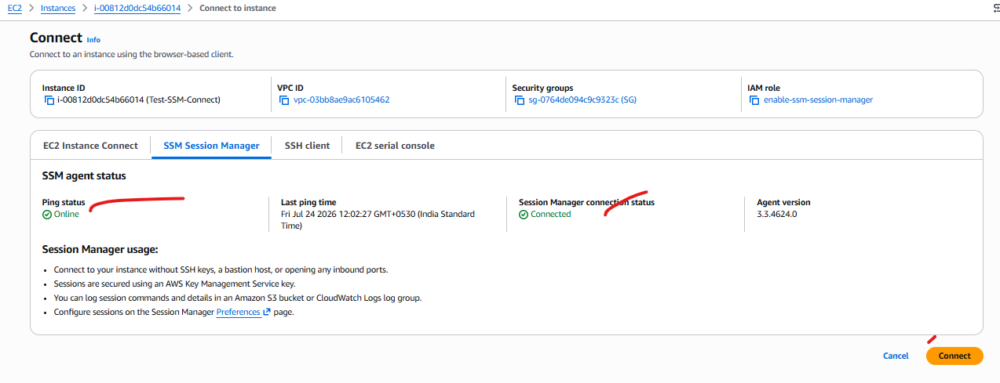 EC2 > Instances > i-00812d0dc54b66014 > Connect to instance
Connect Info
Connect to an instance using the browser-based client.
Instance ID
i-00812d0dc54b66014 (Test-SSM-Connect)
VPC ID
vpc-03bb8ae9ac6105462
Security groups
sg-0764de094c9c9323c (SG)
IAM role
enable-ssm-session-manager
EC2 Instance Connect
SSM Session Manager
SSH client
EC2 serial console
SSM agent status
Ping status
Online
Last ping time
Fri Jul 24 2026 12:02:27 GMT+0530 (India Standard
Time)
Session Manager connection status
Connected
Agent version
3.3.4624.0
Session Manager usage:
• Connect to your instance without SSH keys, a bastion host, or opening any inbound ports.
• Sessions are secured using an AWS Key Management Service key.
• You can log session commands and details in an Amazon S3 bucket or CloudWatch Logs log group.
• Configure sessions on the Session Manager Preferences page.
Cancel
Connect